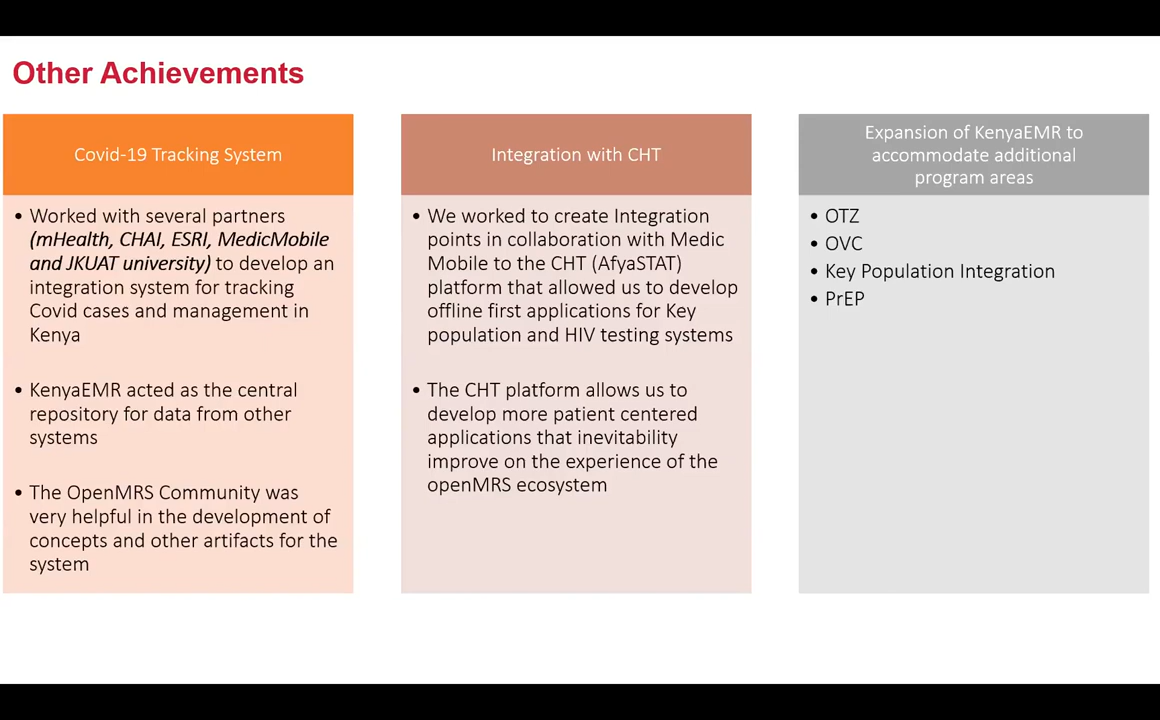 Other Achievements
Covid-19 Tracking System
• Worked with several partners
(mHealth, CHAI, ESRI, MedicMobile
and JKUAT university) to develop an
integration system for tracking
Covid cases and management in
Kenya
• KenyaEMR acted as the central
repository for data from other
systems
• The OpenMRS Community was
very helpful in the development of
concepts and other artifacts for the
system
Integration with CHT
• We worked to create Integration
points in collaboration with Medic
Mobile to the CHT (AfyaSTAT)
platform that allowed us to develop
offline first applications for Key
population and HIV testing systems
• The CHT platform allows us to
develop more patient centered
applications that inevitability
improve on the experience of the
openMRS ecosystem
Expansion of KenyaEMR to
accommodate additional
program areas
• OTZ
• OVC
• Key Population Integration
• PrEP